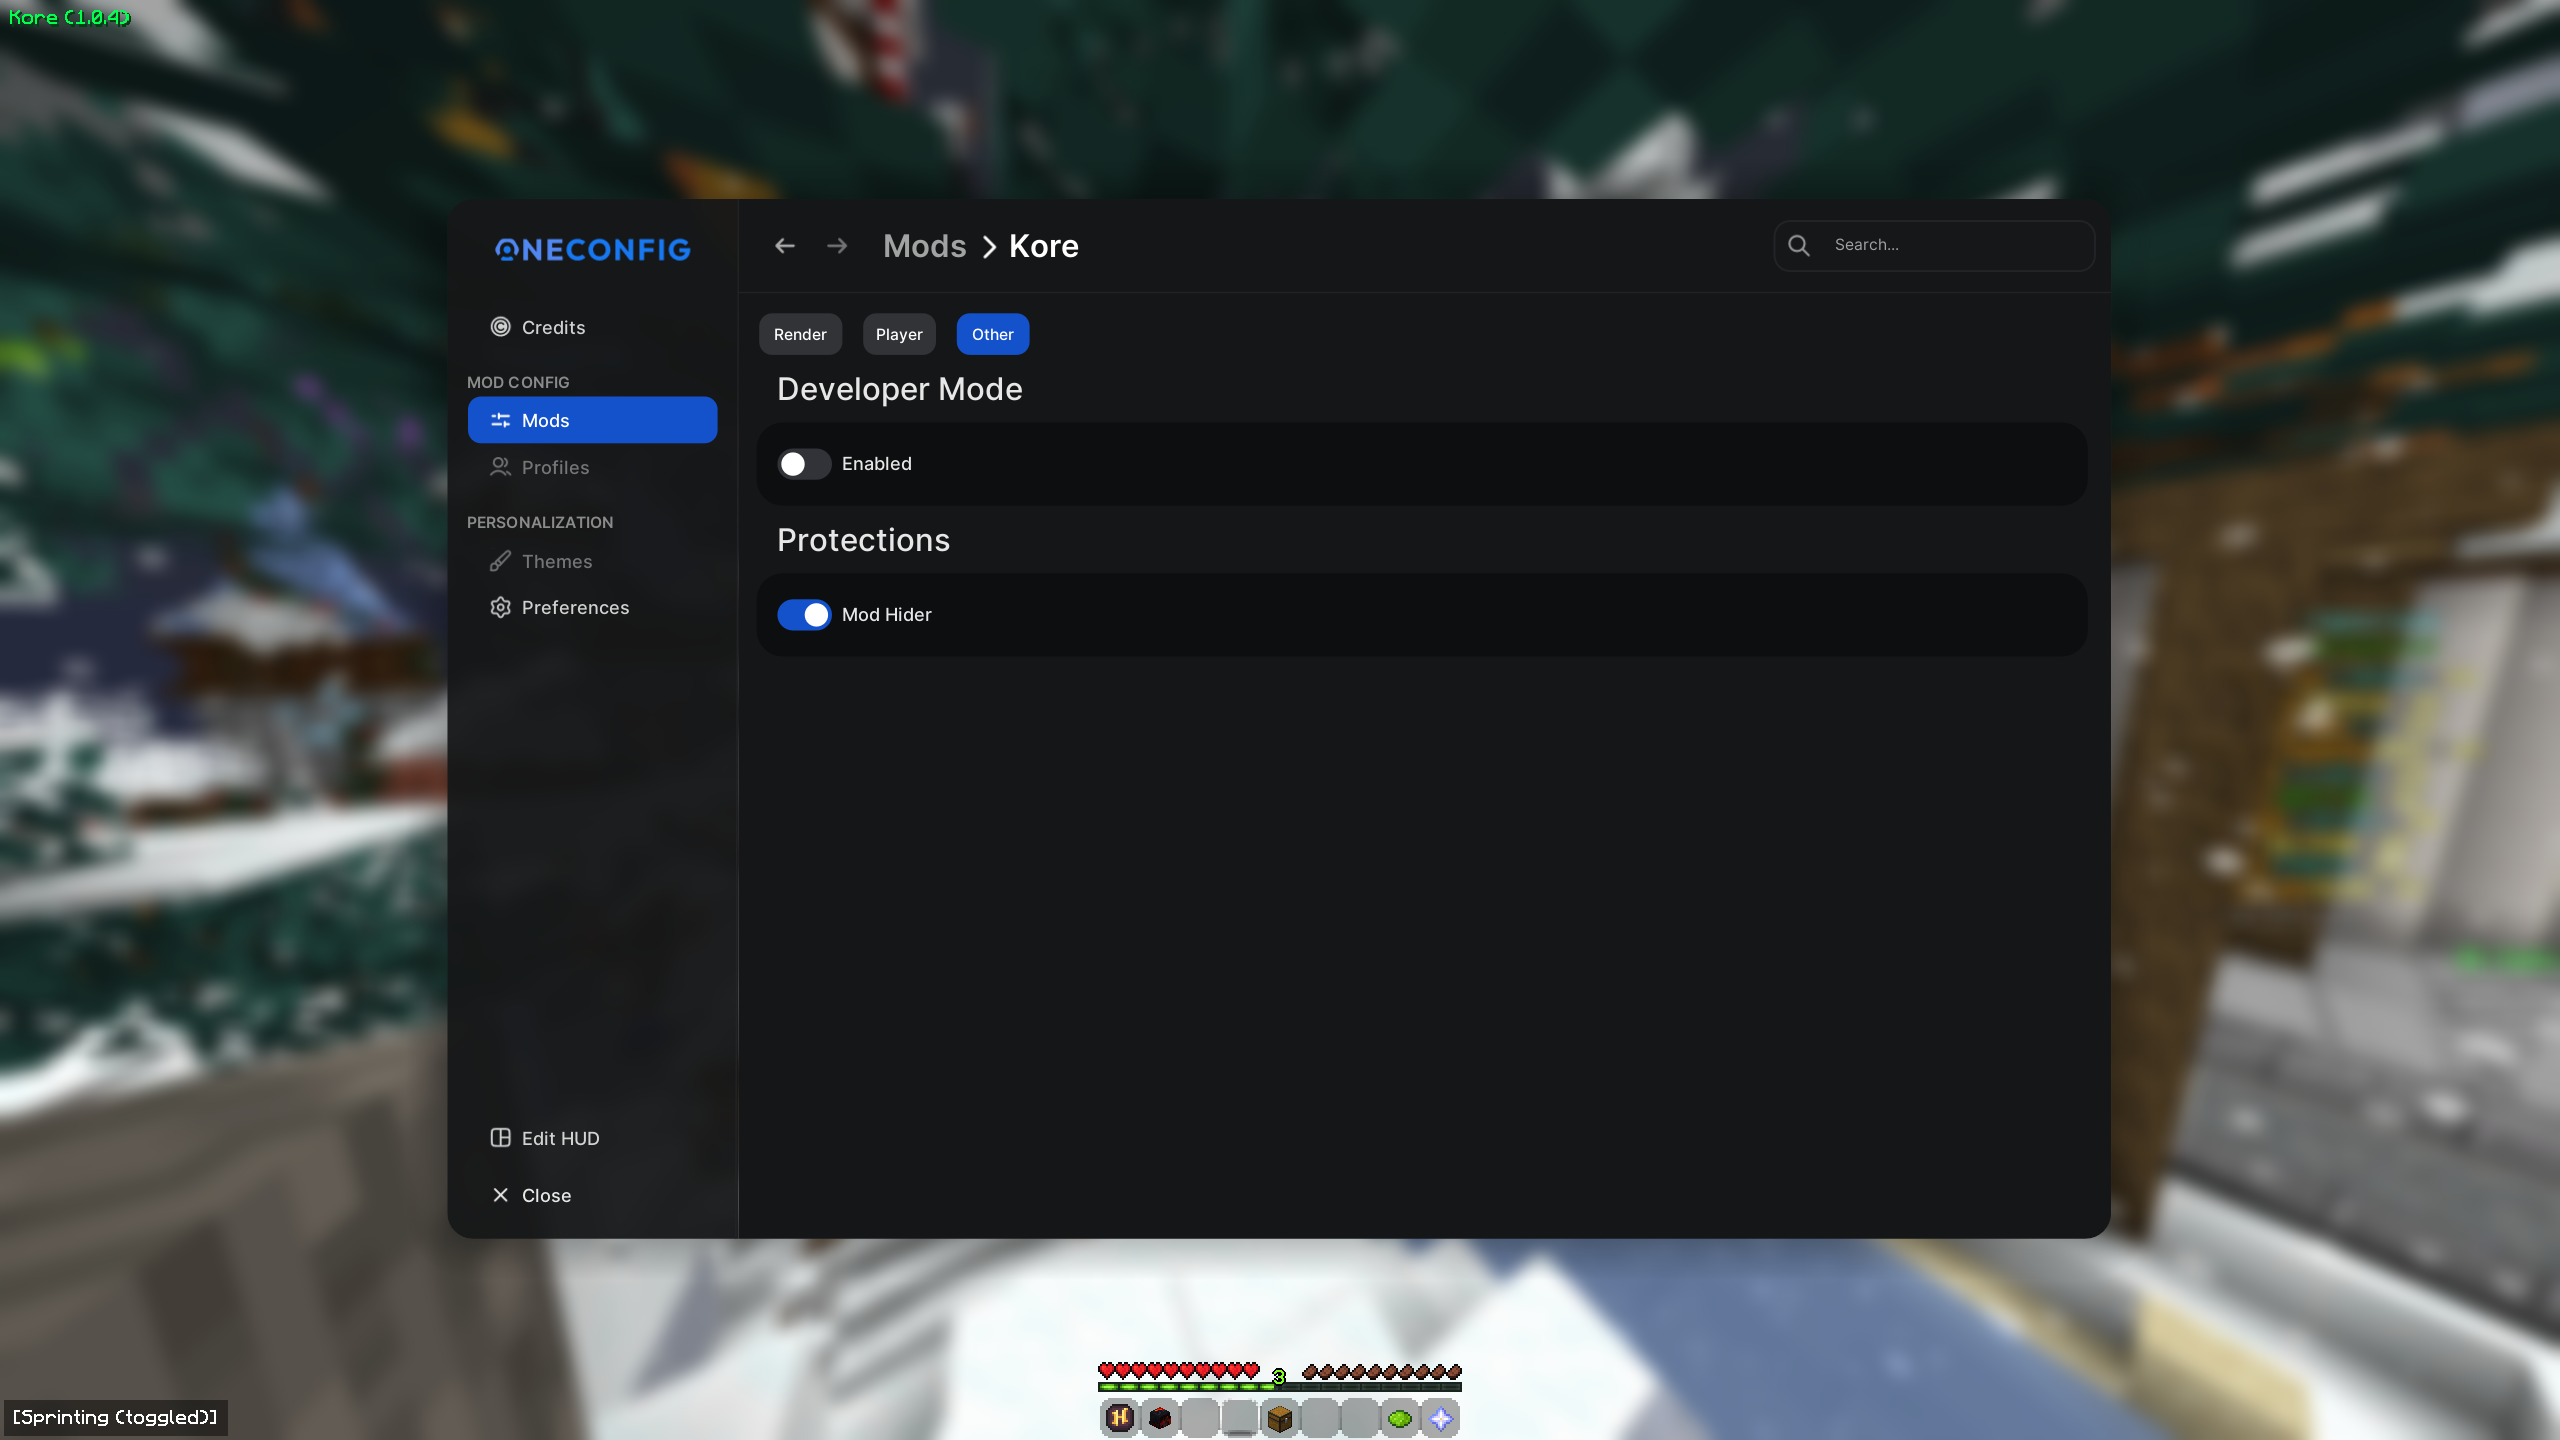 Kore (1.0.4)
ONECONFIG
Mods
Kore
Search...
Credits
MOD CONFIG
Mods
Profiles
PERSONALIZATION
Themes
Preferences
Edit HUD
Close
Render
Player
Other
Developer Mode
Enabled
Protections
Mod Hider
3
[Sprinting (toggled)]